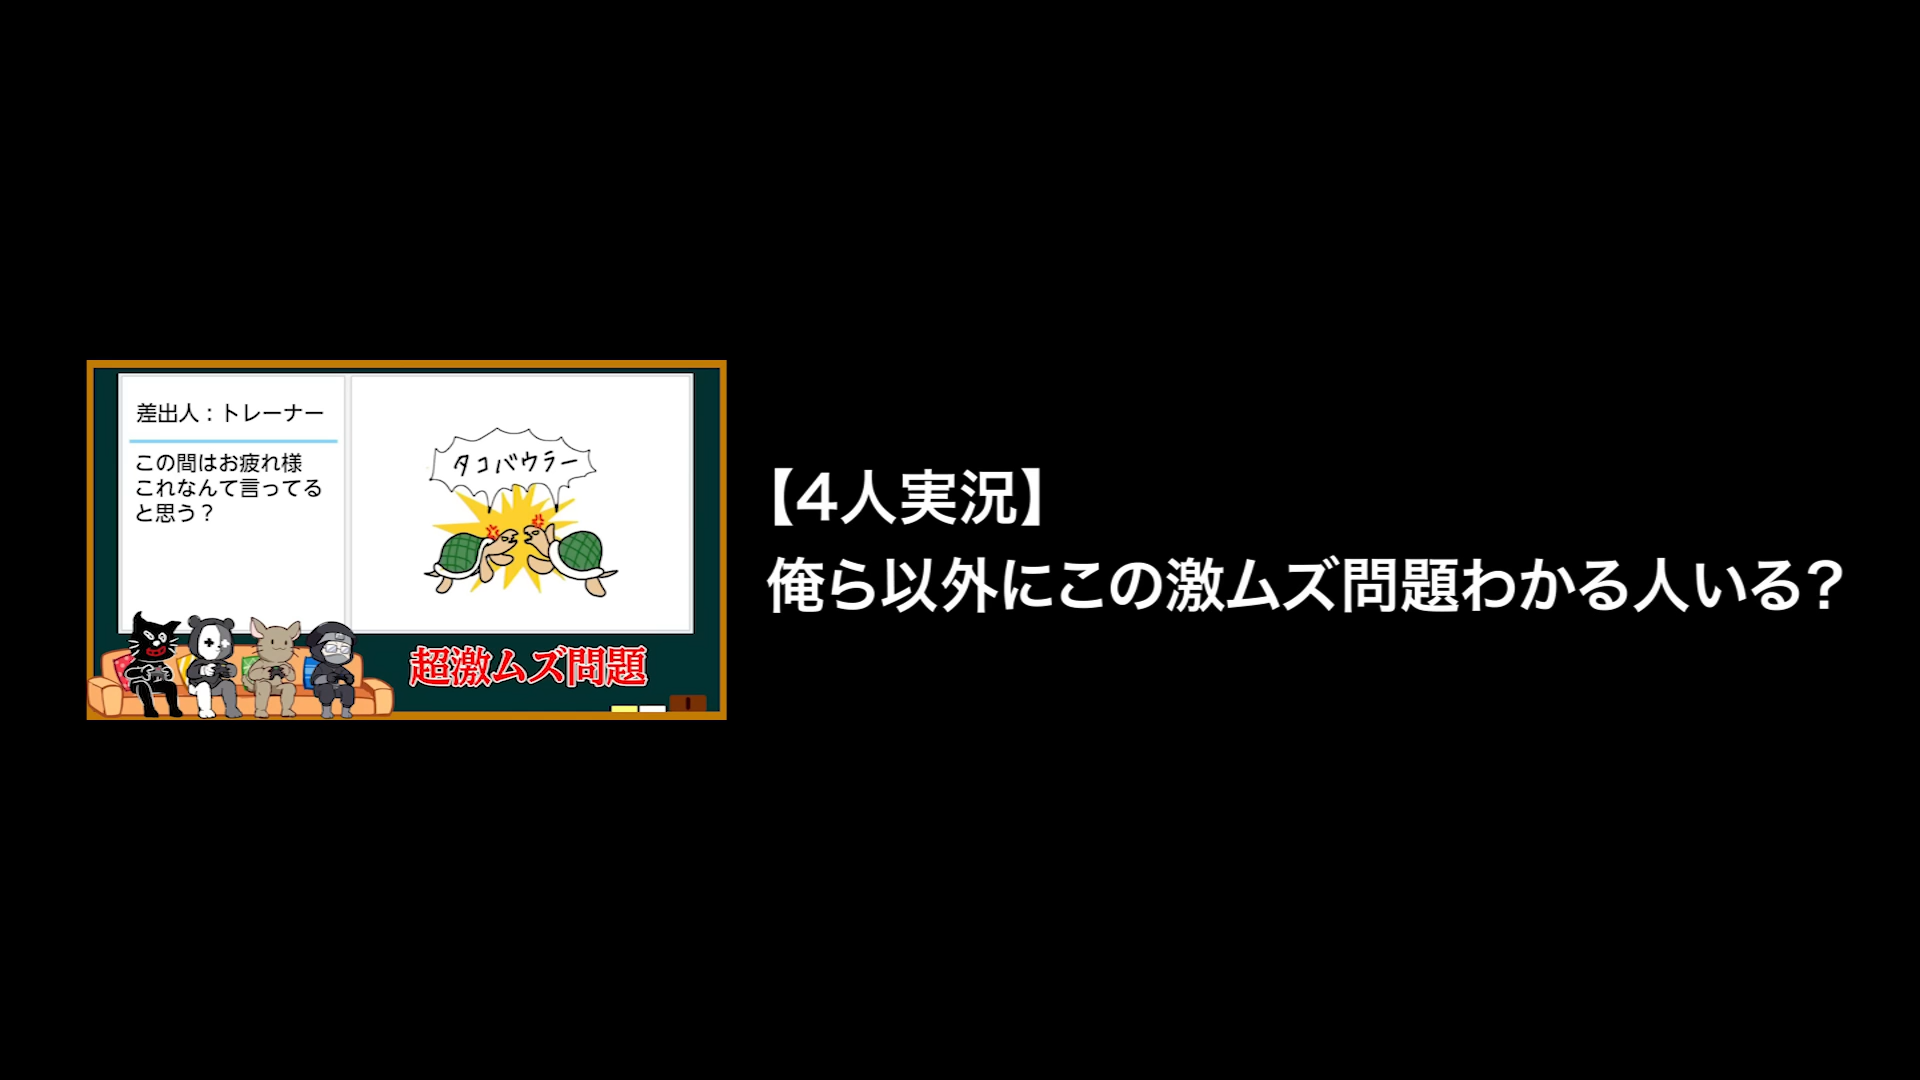 差出人：トレーナー
この間はお疲れ様
これなんて言ってる
と思う？
タコバウラー
超激ムズ問題
【4人実況】
俺ら以外にこの激ムズ問題わかる人いる？